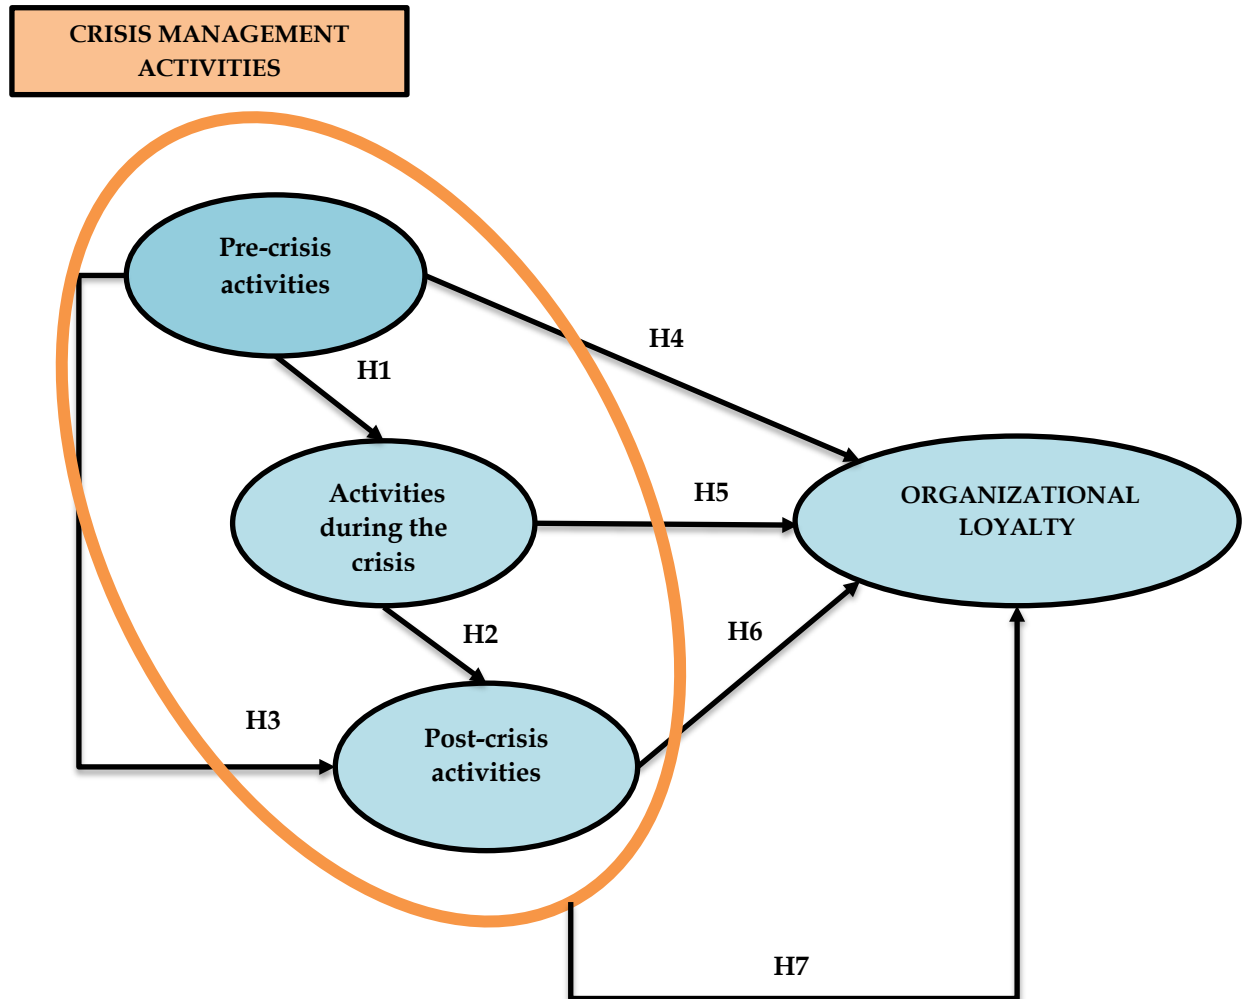 CRISIS MANAGEMENT
ACTIVITIES
Pre-crisis
activities
H4
H1
Activities
during the
crisis
H5
ORGANIZATIONAL
LOYALTY
H2
H6
H3
Post-crisis
activities
H7